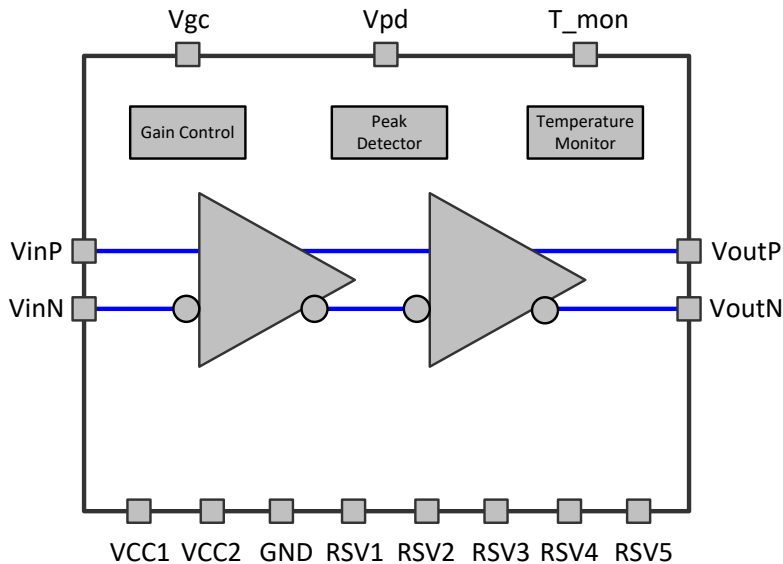 Vgc Vpd T_mon
Gain Control
Peak
Detector
Temperature
Monitor
VinP VoutP
VinN VoutN
VCC1 VCC2 GND RSV1 RSV2 RSV3 RSV4 RSV5